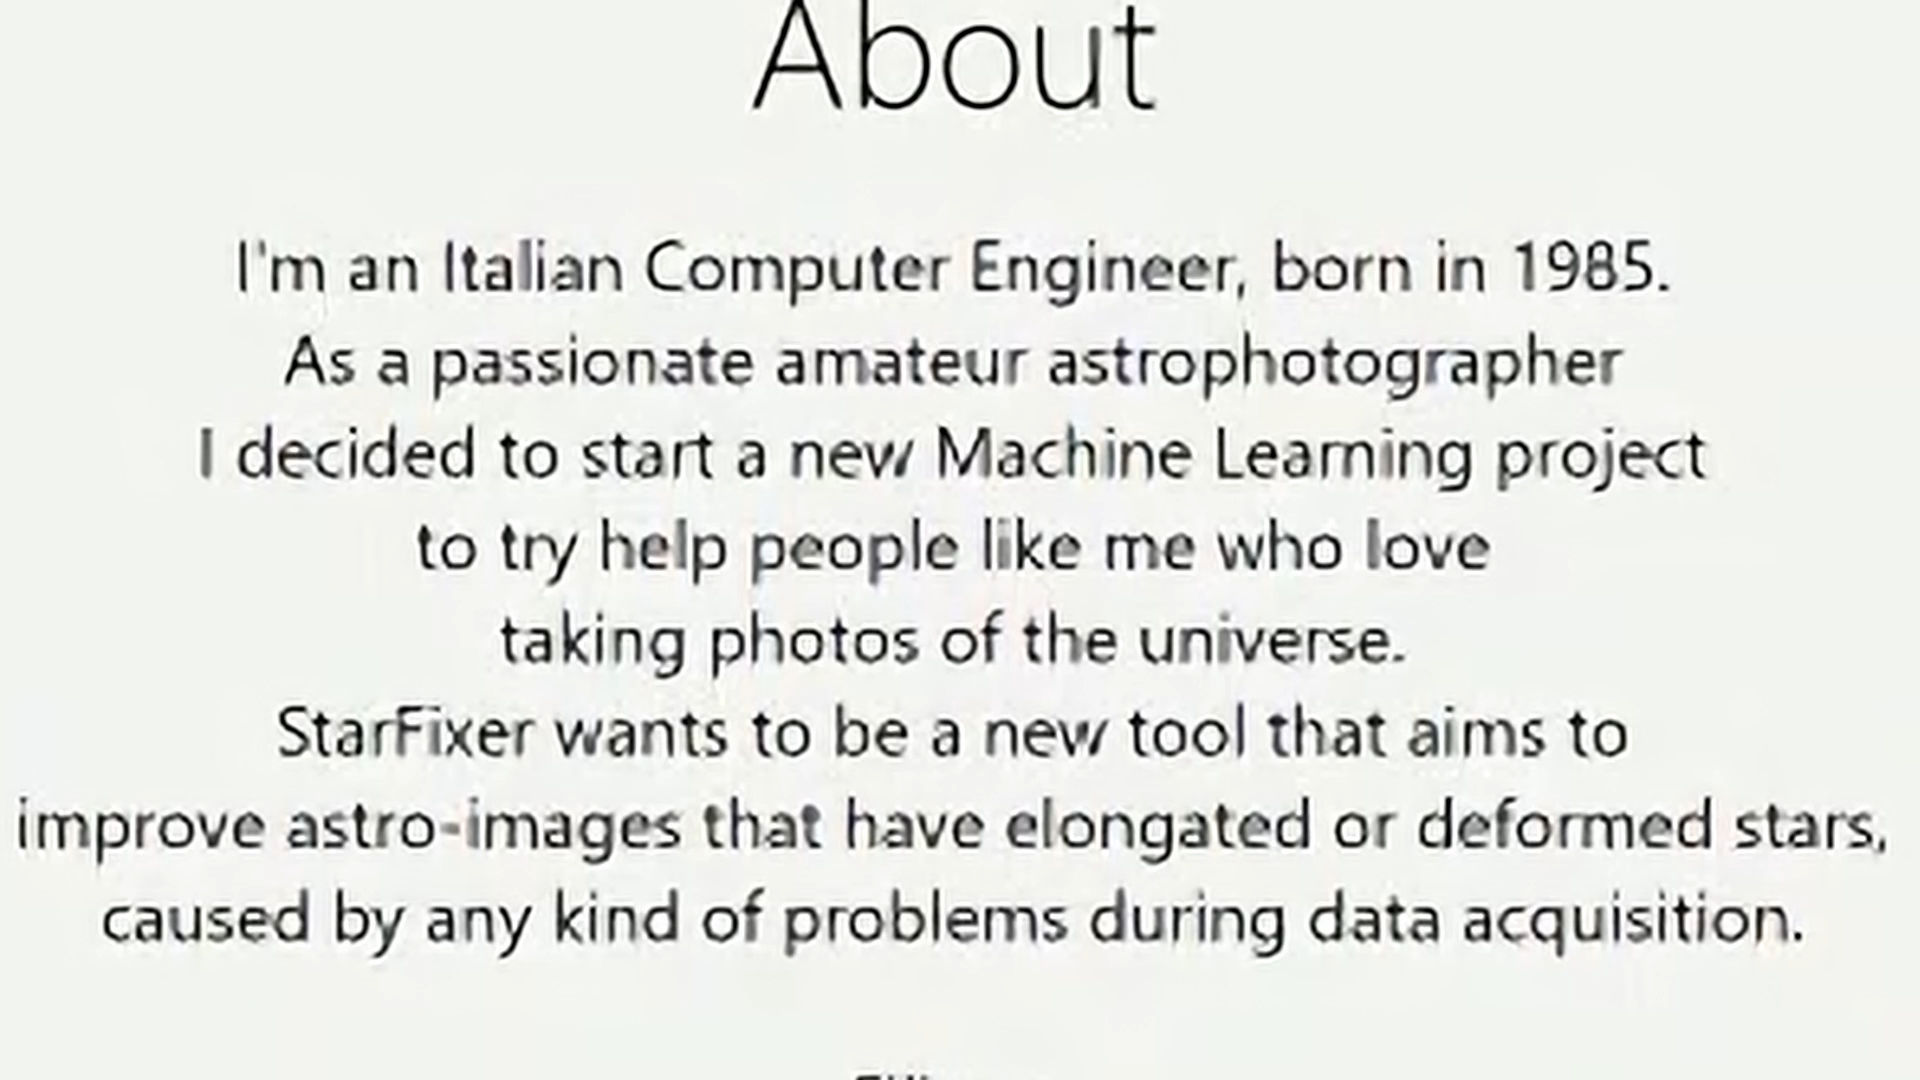 About
I'm an Italian Computer Engineer, born in 1985.
As a passionate amateur astrophotographer
I decided to start a new Machine Learning project
to try help people like me who love
taking photos of the universe.
StarFixer wants to be a new tool that aims to
improve astro-images that have elongated or deformed stars,
caused by any kind of problems during data acquisition.